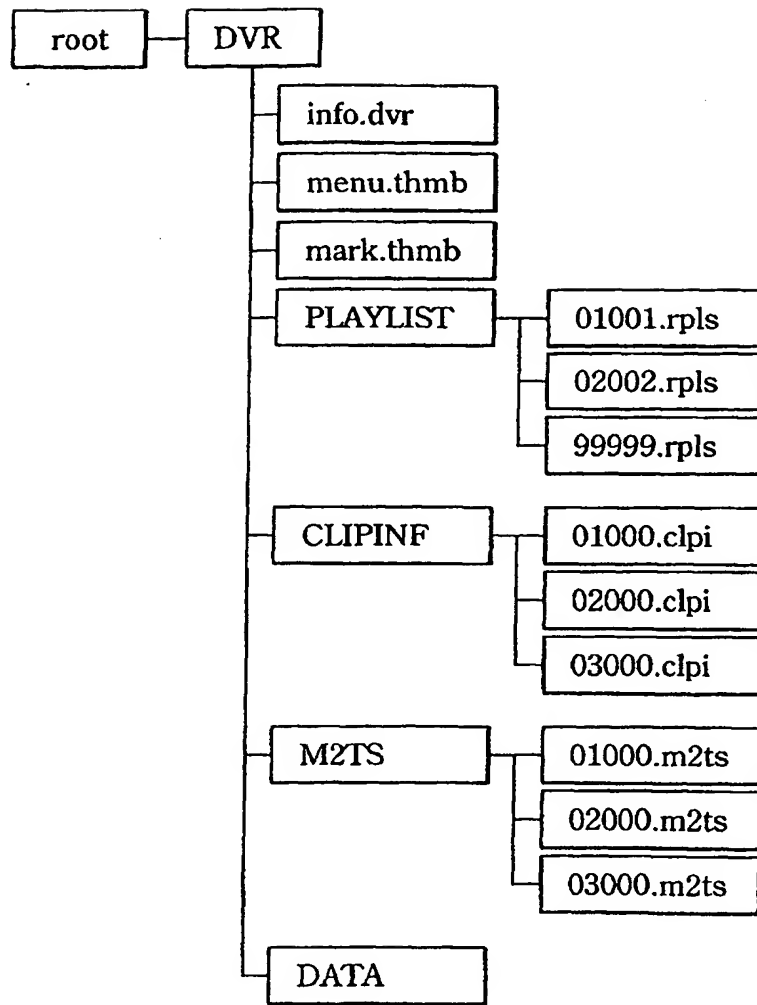 root DVR
info.dvr
menu.thmb
mark.thmb
PLAYLIST 01001.rpls
02002.rpls
99999.rpls
CLIPINF 01000.clpi
02000.clpi
03000.clpi
M2TS 01000.m2ts
02000.m2ts
03000.m2ts
DATA